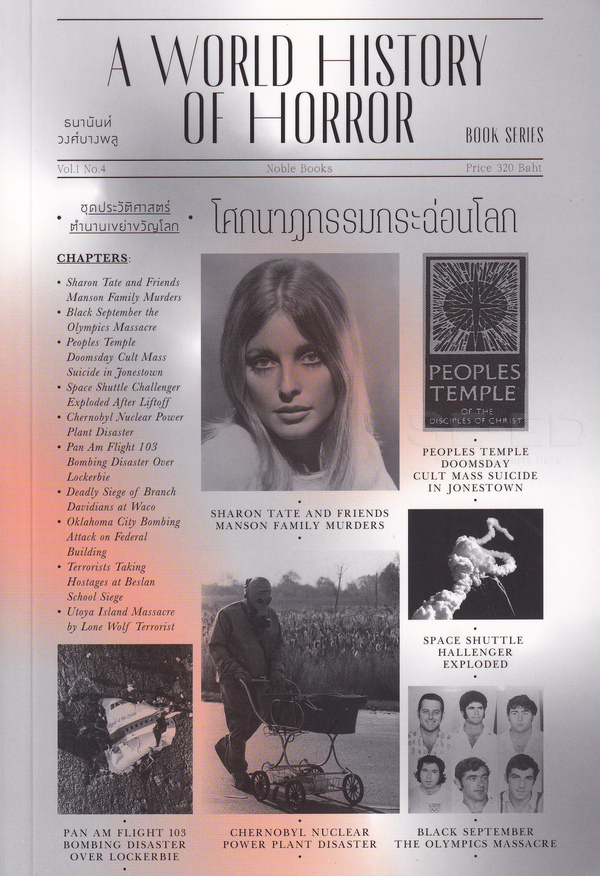 A WORLD HISTORY
OF HORROR
ธนานันท์
วงศ์บางพลู
BOOK SERIES
Vol.1 No.4
Noble Books
Price 320 Baht
• ชุดประวัติศาสตร์ •
ตำนานเขย่าขวัญโลก
โศกนาฏกรรมกระฉ่อนโลก
CHAPTERS:
• Sharon Tate and Friends
Manson Family Murders
• Black September the
Olympics Massacre
• Peoples Temple
Doomsday Cult Mass
Suicide in Jonestown
• Space Shuttle Challenger
Exploded After Liftoff
• Chernobyl Nuclear Power
Plant Disaster
• Pan Am Flight 103
Bombing Disaster Over
Lockerbie
• Deadly Siege of Branch
Davidians at Waco
• Oklahoma City Bombing
Attack on Federal
Building
• Terrorists Taking
Hostages at Beslan
School Siege
• Utoya Island Massacre
by Lone Wolf Terrorist
SHARON TATE AND FRIENDS
MANSON FAMILY MURDERS
PEOPLES
TEMPLE
OF THE
DISCIPLES OF CHRIST
PEOPLES TEMPLE
DOOMSDAY
CULT MASS SUICIDE
IN JONESTOWN
SPACE SHUTTLE
HALLENGER
EXPLODED
PAN AM FLIGHT 103
BOMBING DISASTER
OVER LOCKERBIE
CHERNOBYL NUCLEAR
POWER PLANT DISASTER
BLACK SEPTEMBER
THE OLYMPICS MASSACRE